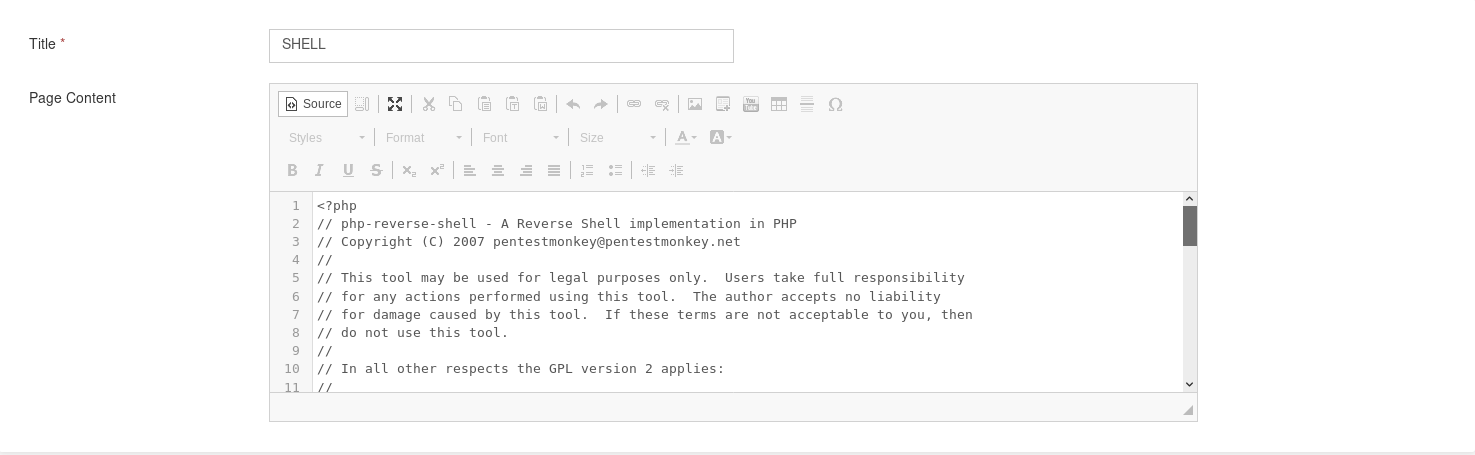 Title *
SHELL
Page Content
Source
Styles Format Font Size A A
B I U S x₂ x²
1 <?php
2 // php-reverse-shell - A Reverse Shell implementation in PHP
3 // Copyright (C) 2007 pentestmonkey@pentestmonkey.net
4 //
5 // This tool may be used for legal purposes only.  Users take full responsibility
6 // for any actions performed using this tool.  The author accepts no liability
7 // for damage caused by this tool.  If these terms are not acceptable to you, then
8 // do not use this tool.
9 //
10 // In all other respects the GPL version 2 applies:
11 //